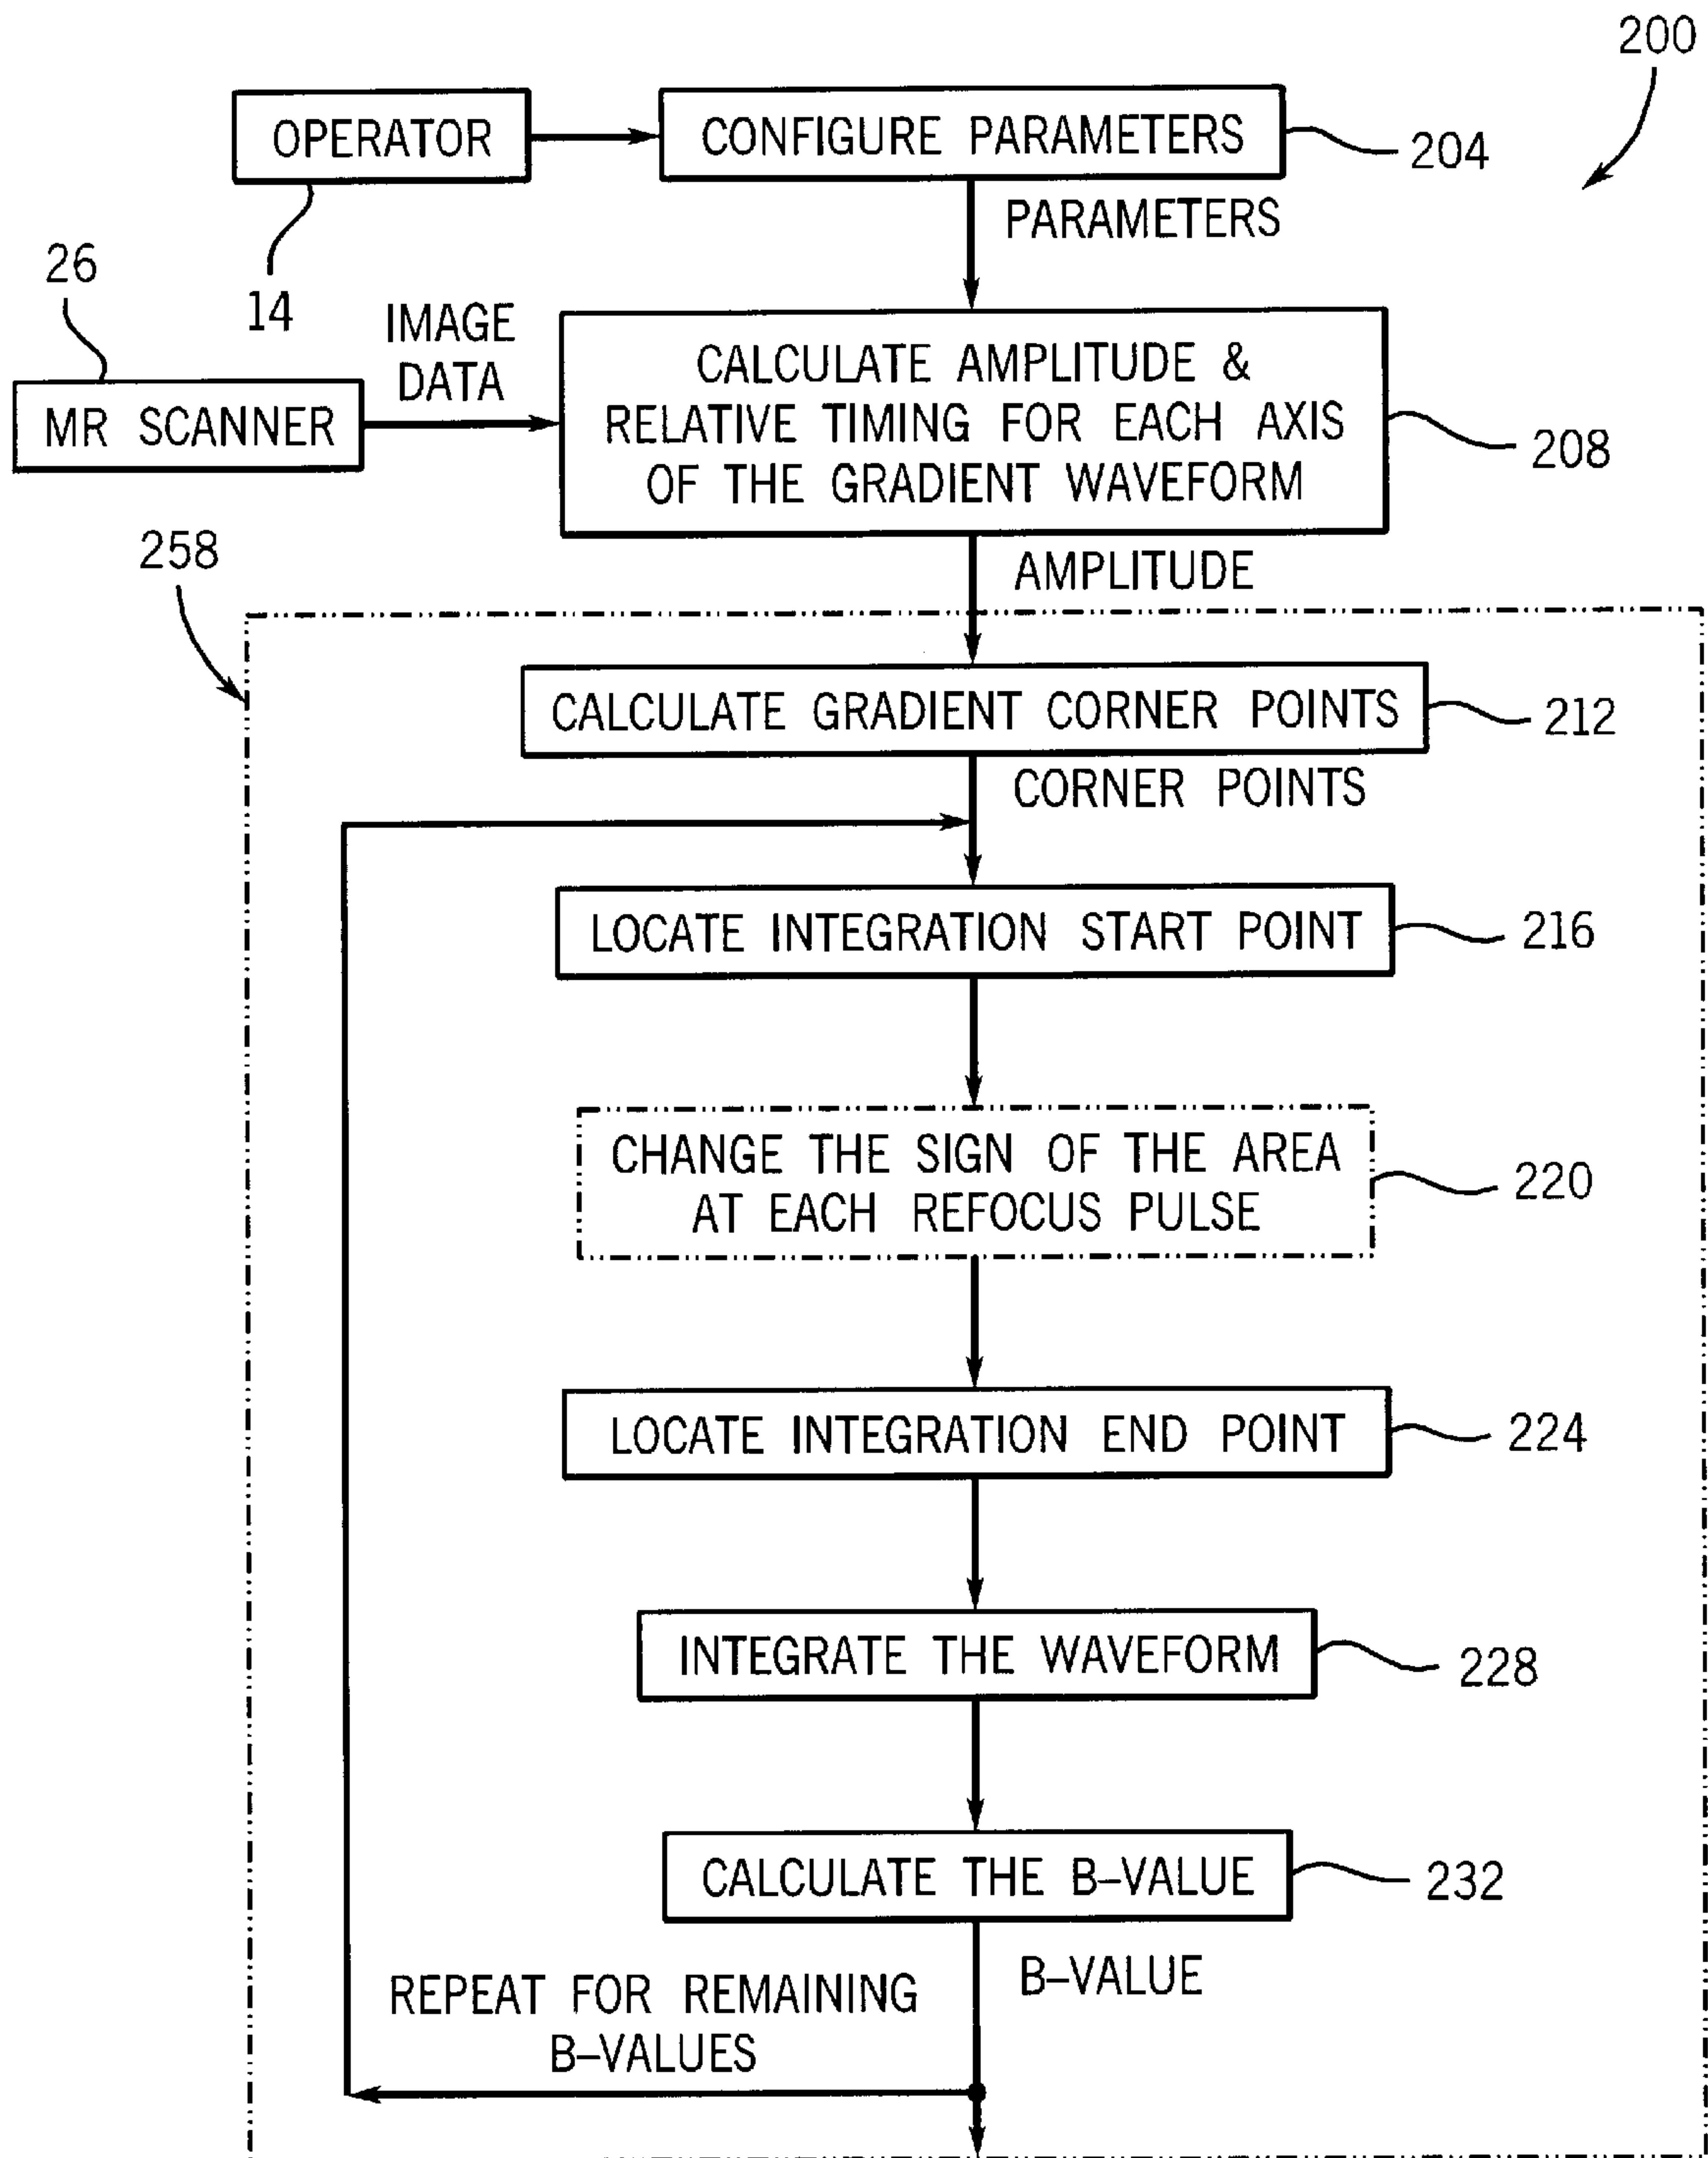 200
OPERATOR
CONFIGURE PARAMETERS
204
PARAMETERS
14
26
IMAGE
DATA
MR SCANNER
CALCULATE AMPLITUDE &
RELATIVE TIMING FOR EACH AXIS
OF THE GRADIENT WAVEFORM
208
258
AMPLITUDE
CALCULATE GRADIENT CORNER POINTS
212
CORNER POINTS
LOCATE INTEGRATION START POINT
216
CHANGE THE SIGN OF THE AREA
AT EACH REFOCUS PULSE
220
LOCATE INTEGRATION END POINT
224
INTEGRATE THE WAVEFORM
228
CALCULATE THE B-VALUE
232
B-VALUE
REPEAT FOR REMAINING
B-VALUES